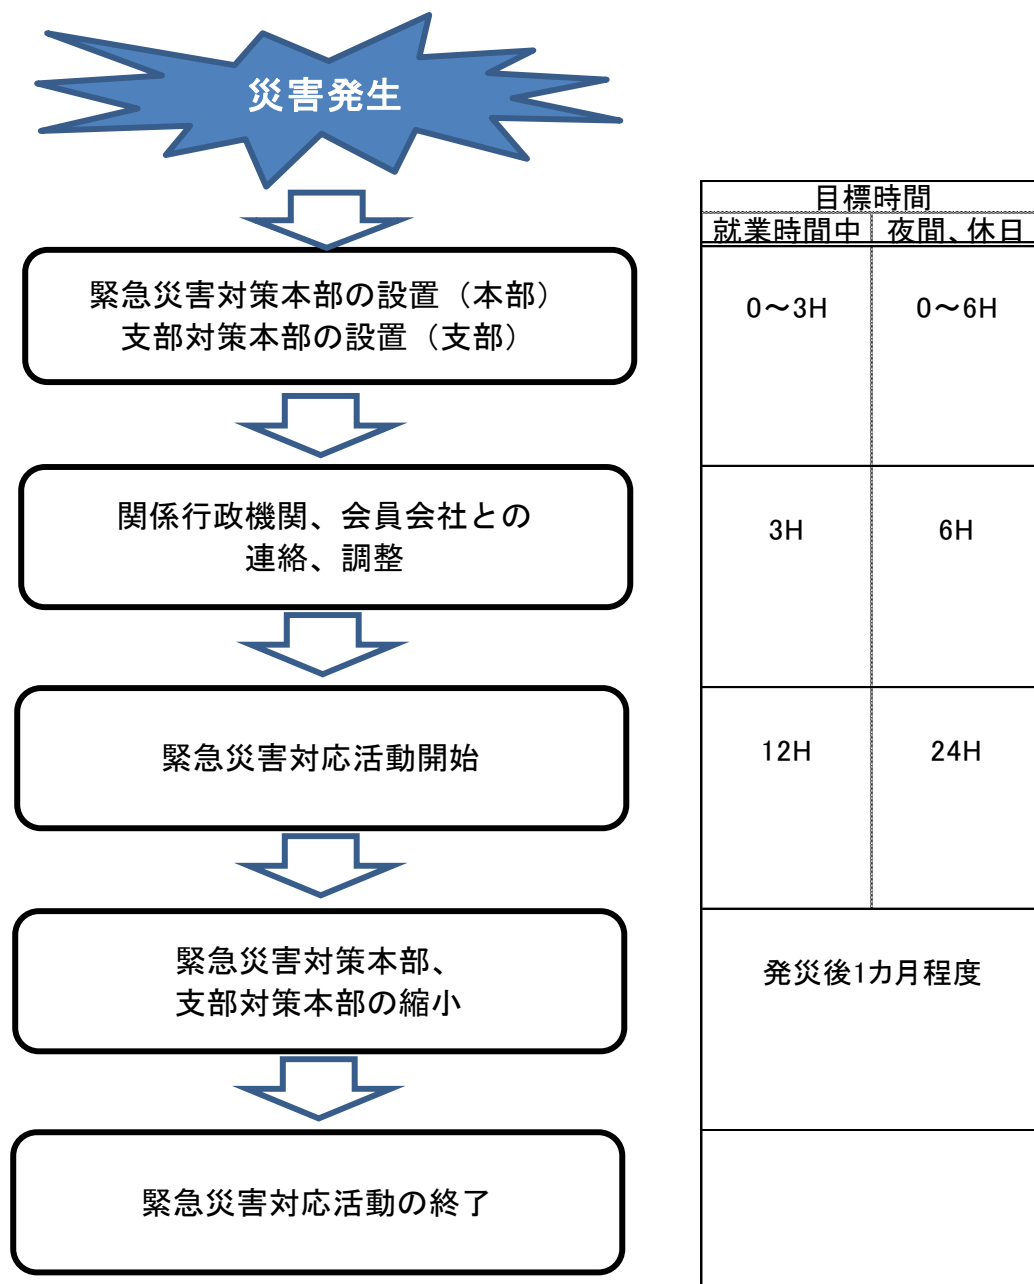 災害発生
目標時間
就業時間中 夜間、休日
緊急災害対策本部の設置（本部）
支部対策本部の設置（支部）
0～3H 0～6H
関係行政機関、会員会社との
連絡、調整
3H 6H
緊急災害対応活動開始
12H 24H
緊急災害対策本部、
支部対策本部の縮小
発災後1カ月程度
緊急災害対応活動の終了